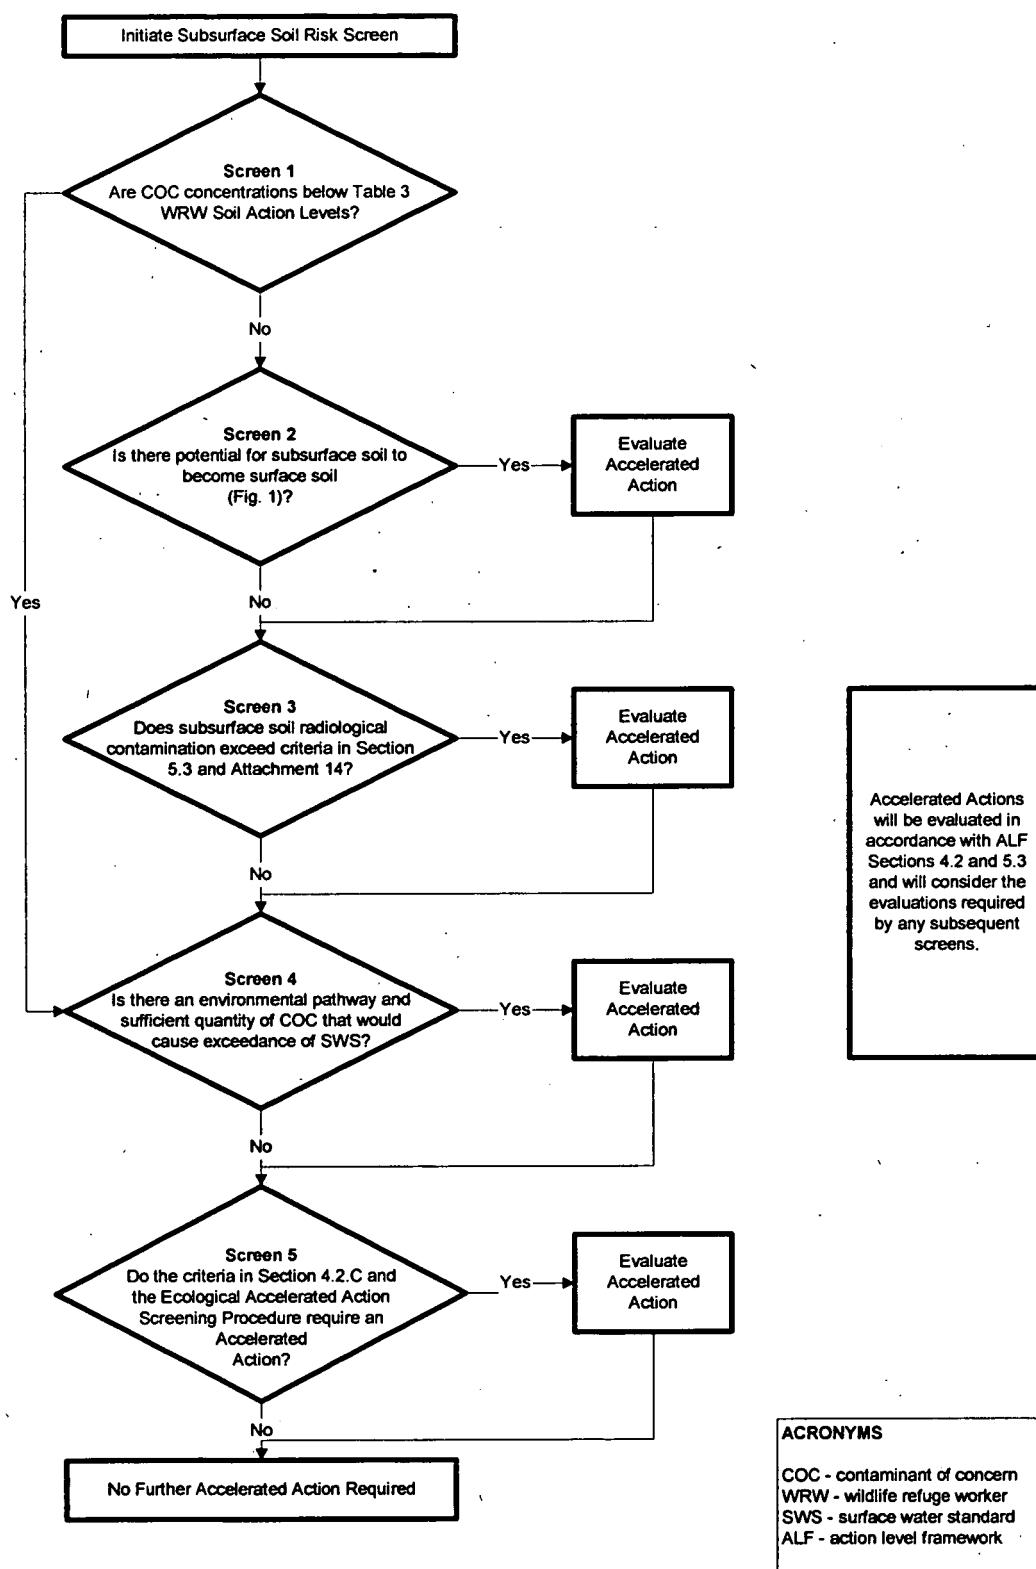 Initiate Subsurface Soil Risk Screen
Screen 1
Are COC concentrations below Table 3
WRW Soil Action Levels?
No
Screen 2
Is there potential for subsurface soil to
become surface soil
(Fig. 1)?
Yes
Evaluate
Accelerated
Action
Yes
No
Screen 3
Does subsurface soil radiological
contamination exceed criteria in Section
5.3 and Attachment 14?
Yes
Evaluate
Accelerated
Action
Accelerated Actions
will be evaluated in
accordance with ALF
Sections 4.2 and 5.3
and will consider the
evaluations required
by any subsequent
screens.
No
Screen 4
Is there an environmental pathway and
sufficient quantity of COC that would
cause exceedance of SWS?
Yes
Evaluate
Accelerated
Action
No
Screen 5
Do the criteria in Section 4.2.C and
the Ecological Accelerated Action
Screening Procedure require an
Accelerated
Action?
Yes
Evaluate
Accelerated
Action
No
No Further Accelerated Action Required
ACRONYMS
COC - contaminant of concern
WRW - wildlife refuge worker
SWS - surface water standard
ALF - action level framework